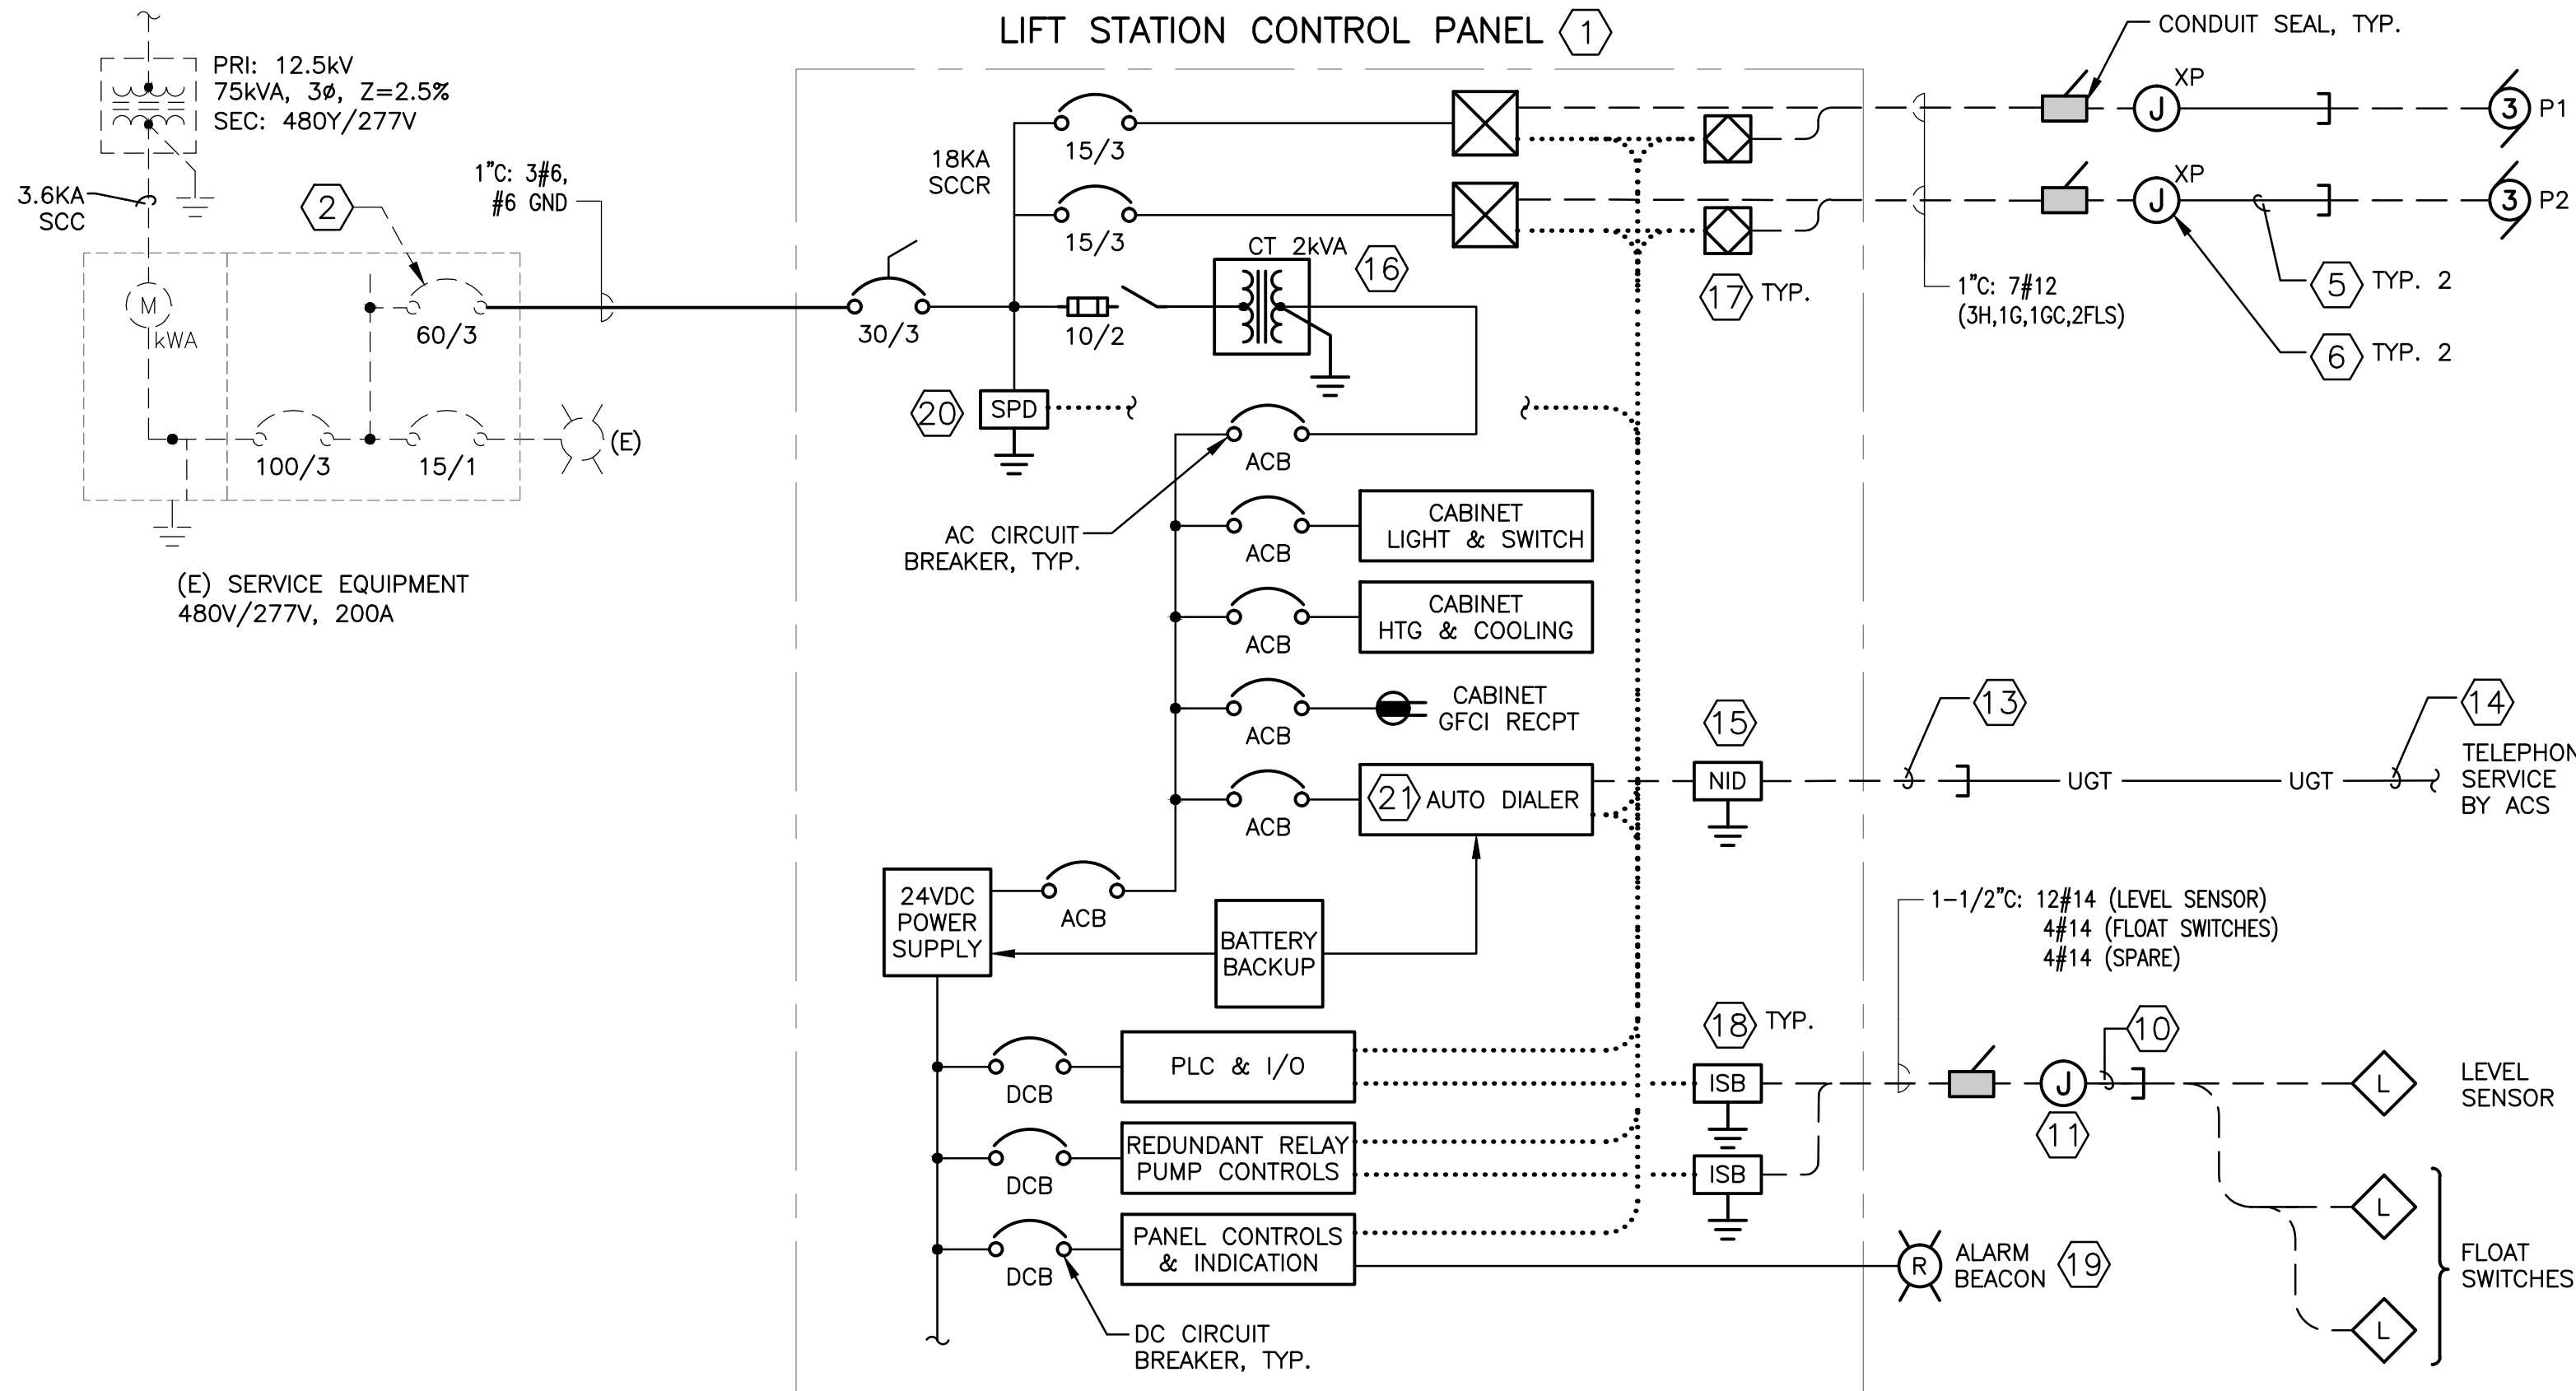 LIFT STATION CONTROL PANEL 1
CONDUIT SEAL, TYP.
PRI: 12.5kV
75kVA, 3ø, Z=2.5%
SEC: 480Y/277V
3.6KA
SCC
2
1"C: 3#6,
#6 GND
M
kWA
60/3
100/3
15/1
(E)
(E) SERVICE EQUIPMENT
480V/277V, 200A
18KA
SCCR
15/3
15/3
30/3
10/2
CT 2kVA
16
17 TYP.
20
SPD
XP
J
3 P1
XP
J
3 P2
1"C: 7#12
(3H,1G,1GC,2FLS)
5 TYP. 2
6 TYP. 2
ACB
AC CIRCUIT
BREAKER, TYP.
ACB
CABINET
LIGHT & SWITCH
ACB
CABINET
HTG & COOLING
ACB
CABINET
GFCI RECPT
ACB
21 AUTO DIALER
15
NID
13
14
UGT
UGT
TELEPHON
SERVICE
BY ACS
24VDC
POWER
SUPPLY
ACB
BATTERY
BACKUP
1-1/2"C: 12#14 (LEVEL SENSOR)
4#14 (FLOAT SWITCHES)
4#14 (SPARE)
DCB
PLC & I/O
18 TYP.
ISB
10
J
11
L
LEVEL
SENSOR
DCB
REDUNDANT RELAY
PUMP CONTROLS
ISB
L
L
FLOAT
SWITCHES
DCB
PANEL CONTROLS
& INDICATION
R
ALARM
BEACON
19
DC CIRCUIT
BREAKER, TYP.